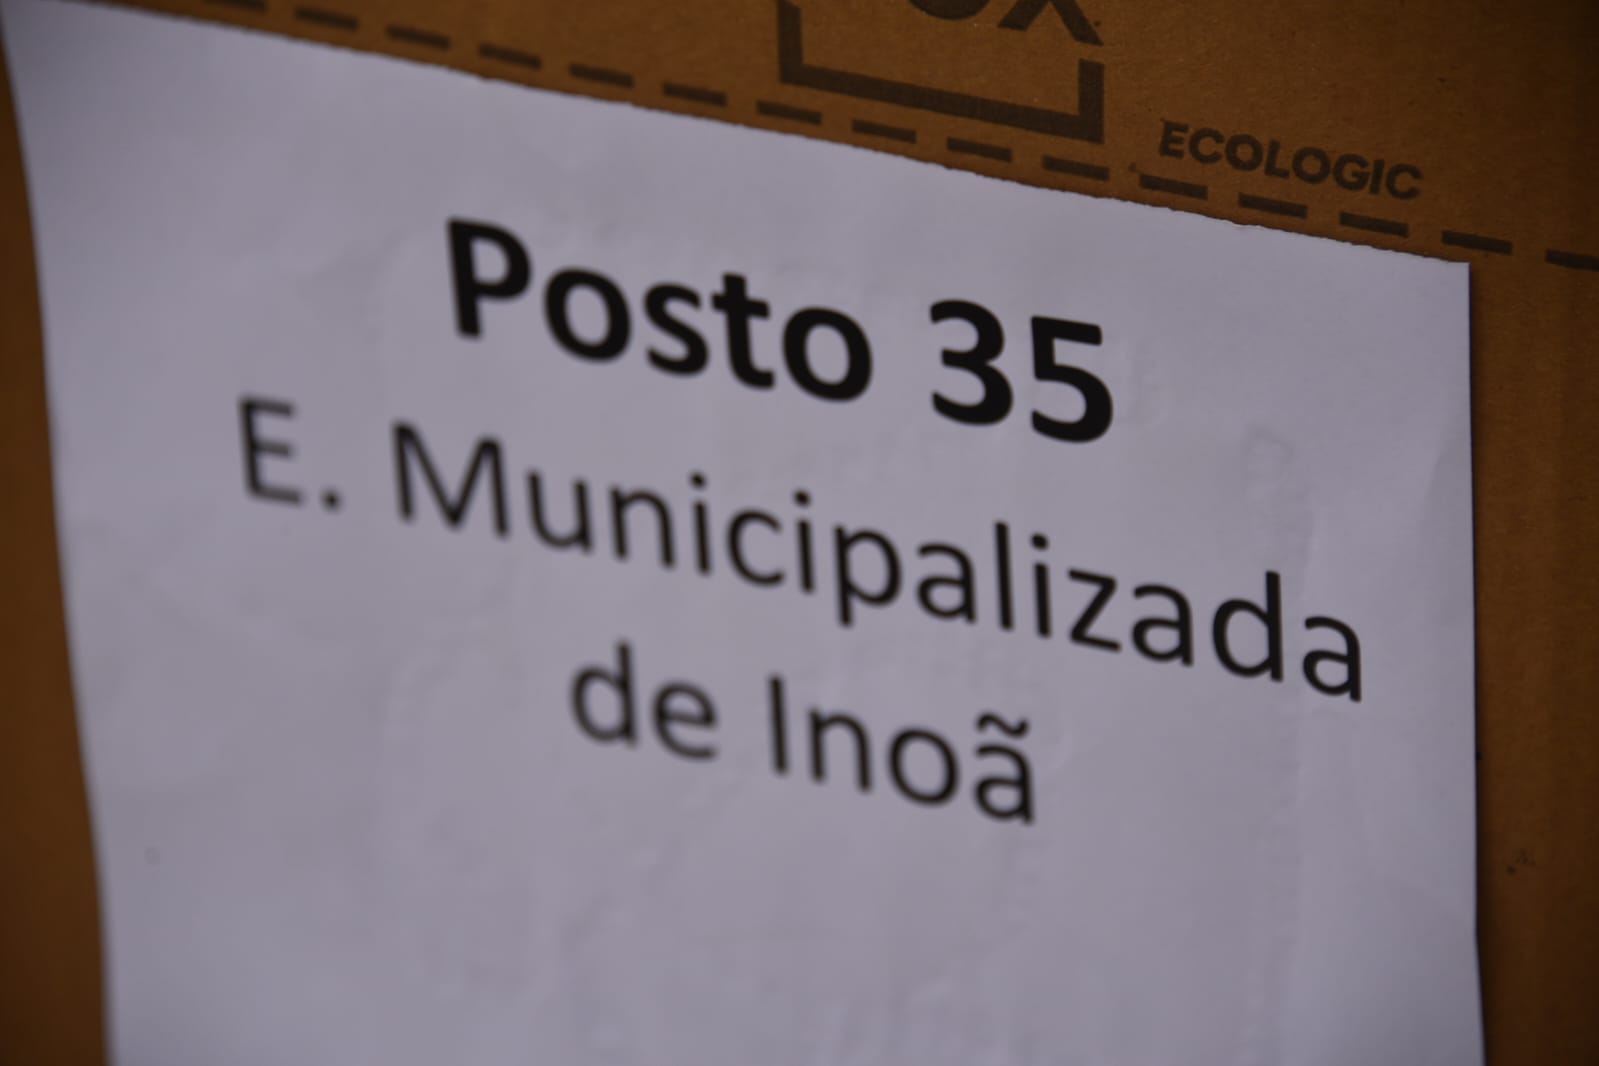 ECOLOGIC
Posto 35
E. Municipalizada
de Inoã